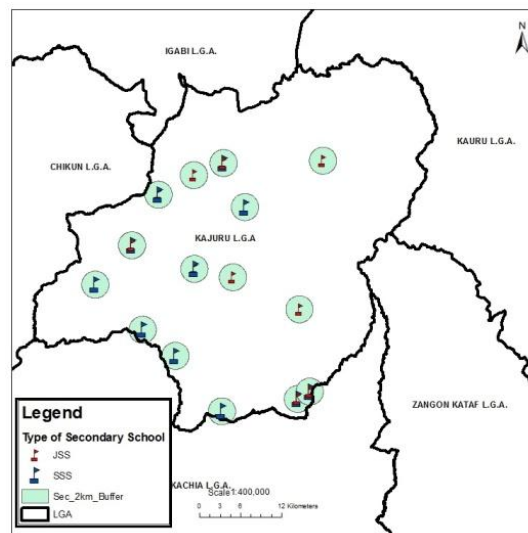 N
IGABI L.G.A.
KAURU L.G.A.
CHIKUN L.G.A.
KAJURU L.G.A
ZANGON KATAF L.G.A.
KACHIA L.G.A.
Legend
Type of Secondary School
JSS
SSS
Sec_2km_Buffer
LGA
Scale 1:400,000
0 3 6 12 Kilometers